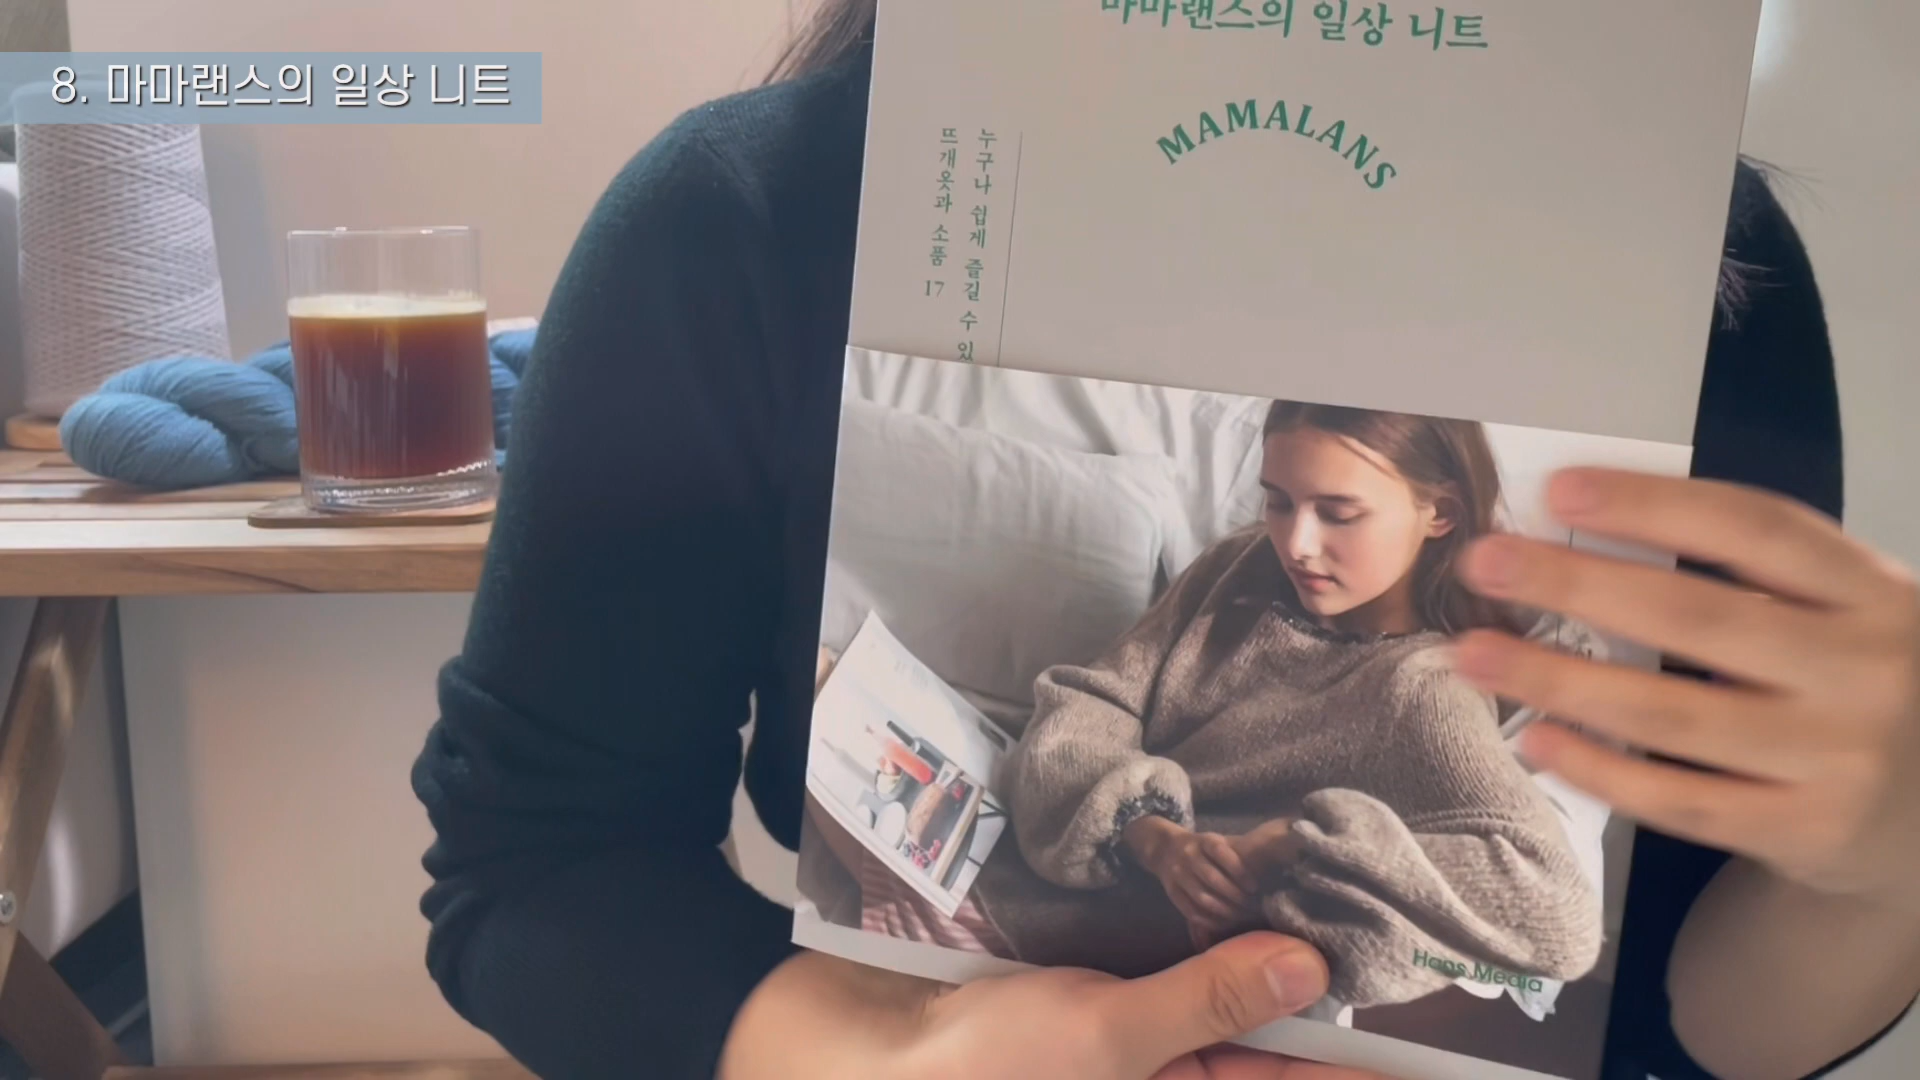 8. 마마랜스의 일상 니트
마마랜스의 일상 니트
MAMALANS
누구나 쉽게 즐길 수 있
뜨개옷과 소품 17
Hans Media